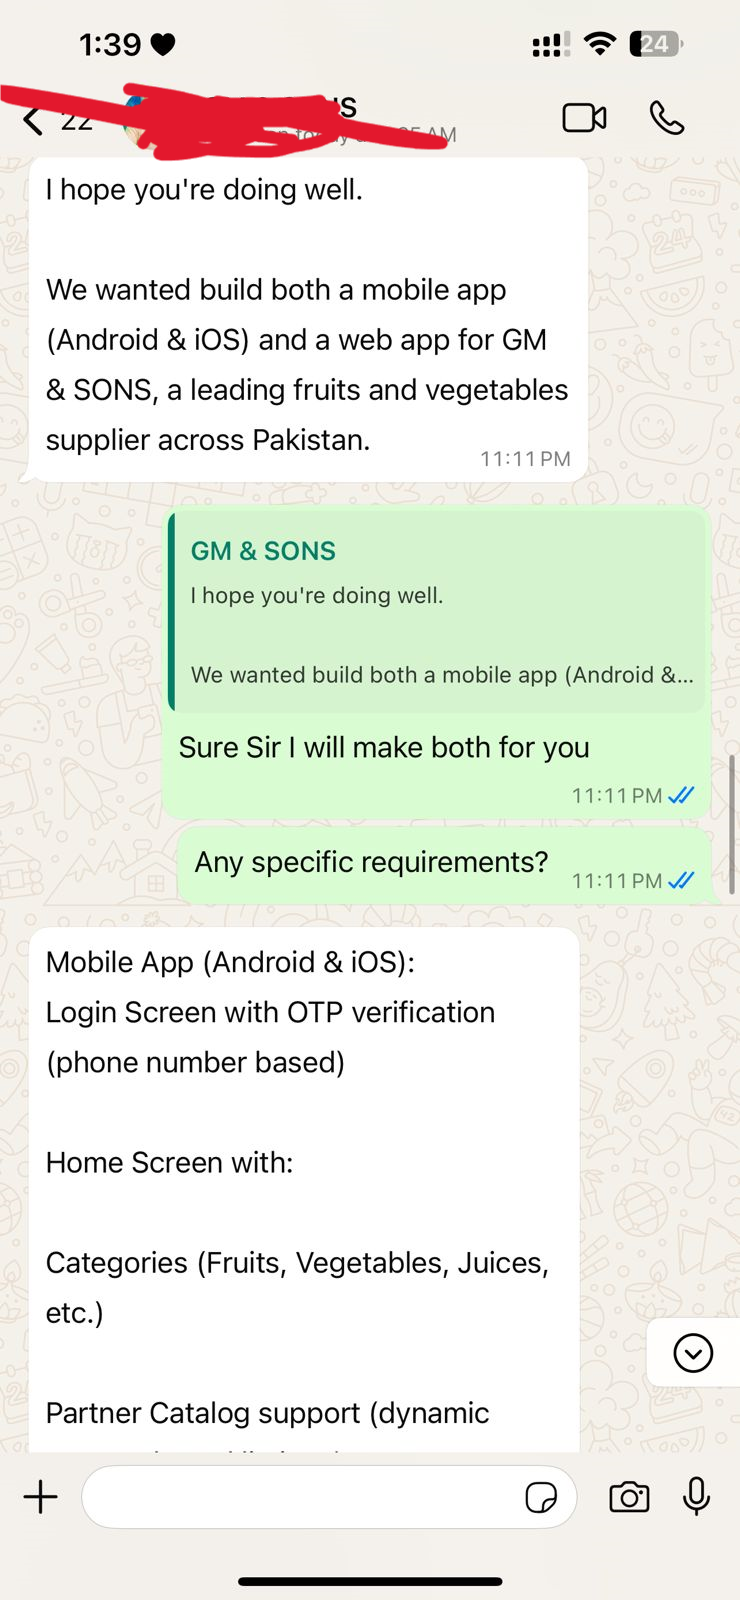 1:39
24
22
S
AM
I hope you're doing well.
We wanted build both a mobile app
(Android & iOS) and a web app for GM
& SONS, a leading fruits and vegetables
supplier across Pakistan.
11:11 PM
GM & SONS
I hope you're doing well.
We wanted build both a mobile app (Android &...
Sure Sir I will make both for you
11:11 PM
Any specific requirements?
11:11 PM
Mobile App (Android & iOS):
Login Screen with OTP verification
(phone number based)
Home Screen with:
Categories (Fruits, Vegetables, Juices,
etc.)
Partner Catalog support (dynamic